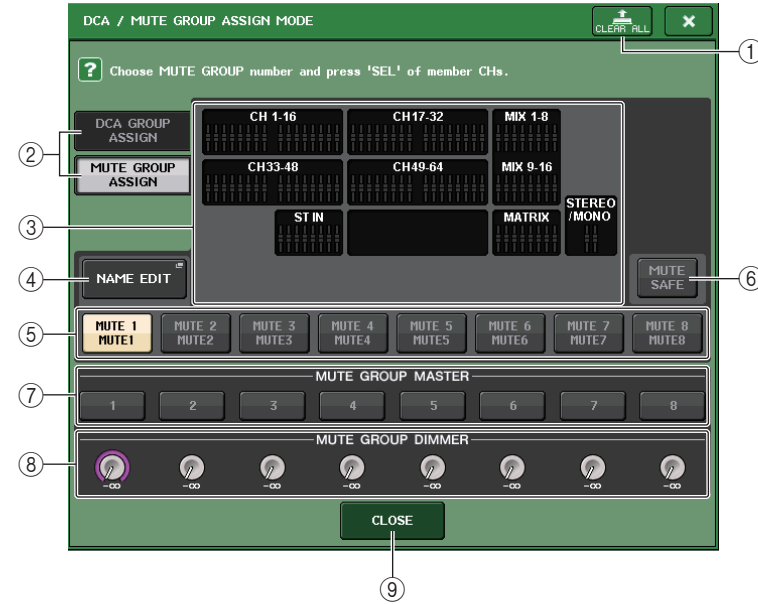 DCA / MUTE GROUP ASSIGN MODE
CLEAR ALL
×
①
? Choose MUTE GROUP number and press 'SEL' of member CHs.
②
DCA GROUP
ASSIGN
MUTE GROUP
ASSIGN
③
CH 1-16
CH17-32
MIX 1-8
CH33-48
CH49-64
MIX 9-16
ST IN
MATRIX
STEREO
/MONO
④
NAME EDIT
MUTE
SAFE
⑥
⑤
MUTE 1 MUTE 2 MUTE 3 MUTE 4 MUTE 5 MUTE 6 MUTE 7 MUTE 8
MUTE1 MUTE2 MUTE3 MUTE4 MUTE5 MUTE6 MUTE7 MUTE8
⑦
MUTE GROUP MASTER
1 2 3 4 5 6 7 8
⑧
MUTE GROUP DIMMER
-∞ -∞ -∞ -∞ -∞ -∞ -∞ -∞
CLOSE
⑨